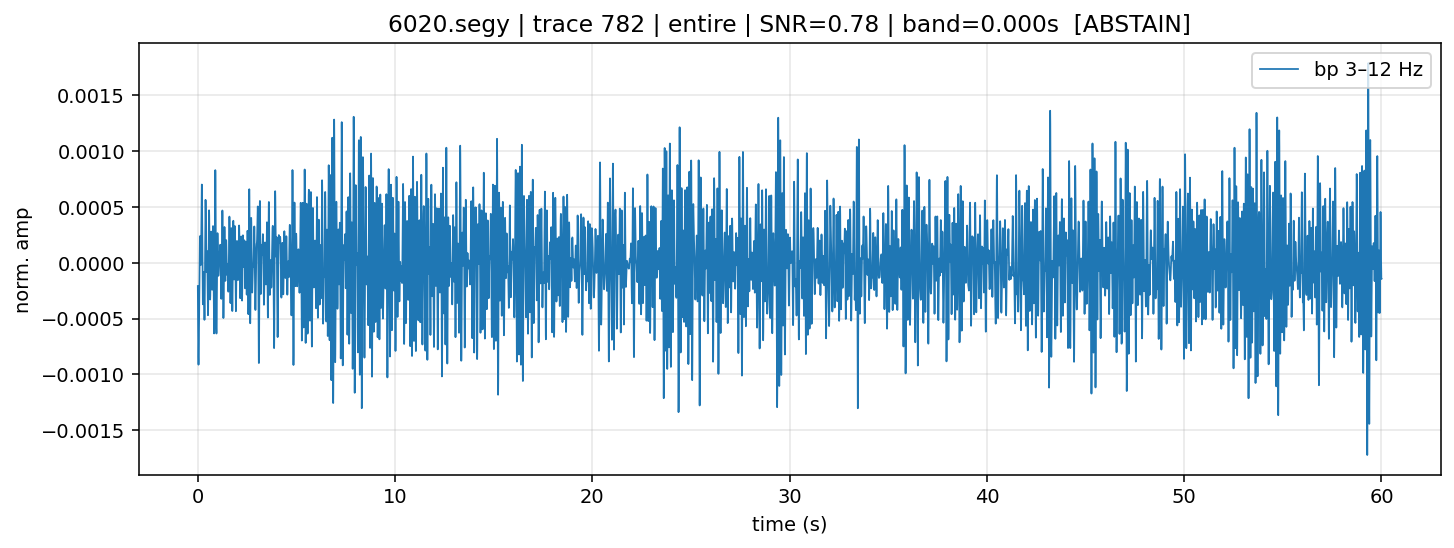 6020.segy | trace 782 | entire | SNR=0.78 | band=0.000s  [ABSTAIN]
bp 3–12 Hz
norm. amp
0.0015
0.0010
0.0005
0.0000
−0.0005
−0.0010
−0.0015
0 10 20 30 40 50 60
time (s)